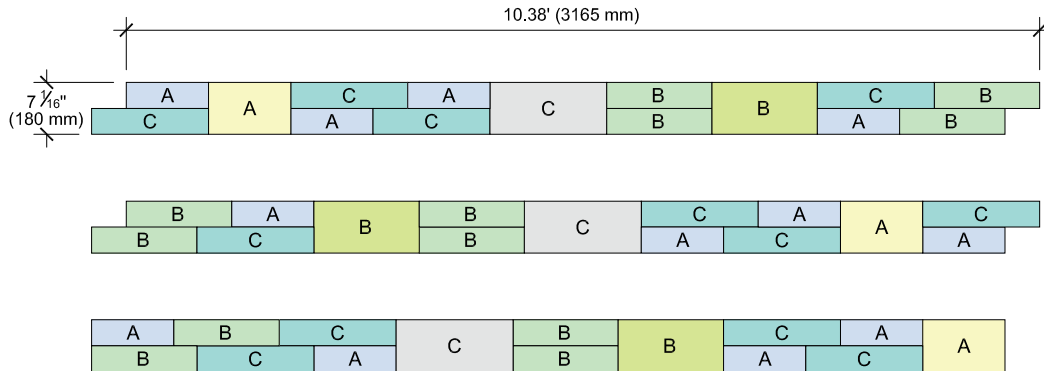 10.38' (3165 mm)
7 1⁄16"
(180 mm)
A A C A C B B C B
C A C B A B
B A B B C C A A C
B C B A C A
A B C C B B C A A
B C A B A C